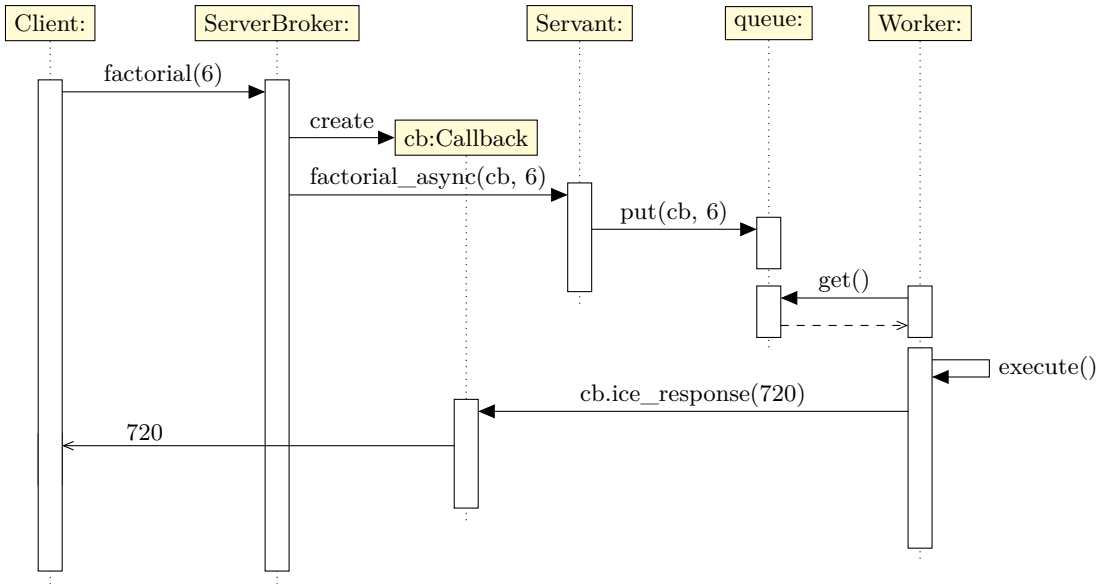 Client:
ServerBroker:
Servant:
queue:
Worker:
factorial(6)
create
cb:Callback
factorial_async(cb, 6)
put(cb, 6)
get()
execute()
cb.ice_response(720)
720